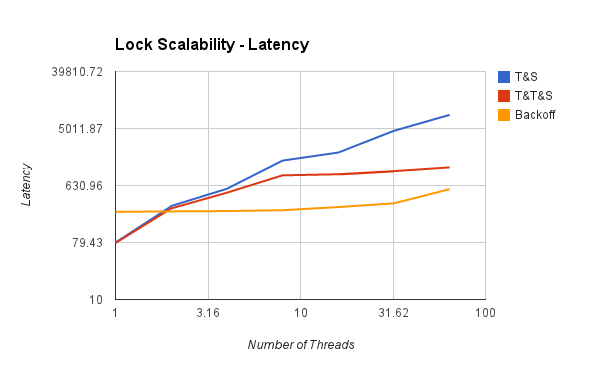 Lock Scalability - Latency
39810.72
5011.87
630.96
79.43
10
Latency
1
3.16
10
31.62
100
Number of Threads
T&S
T&T&S
Backoff